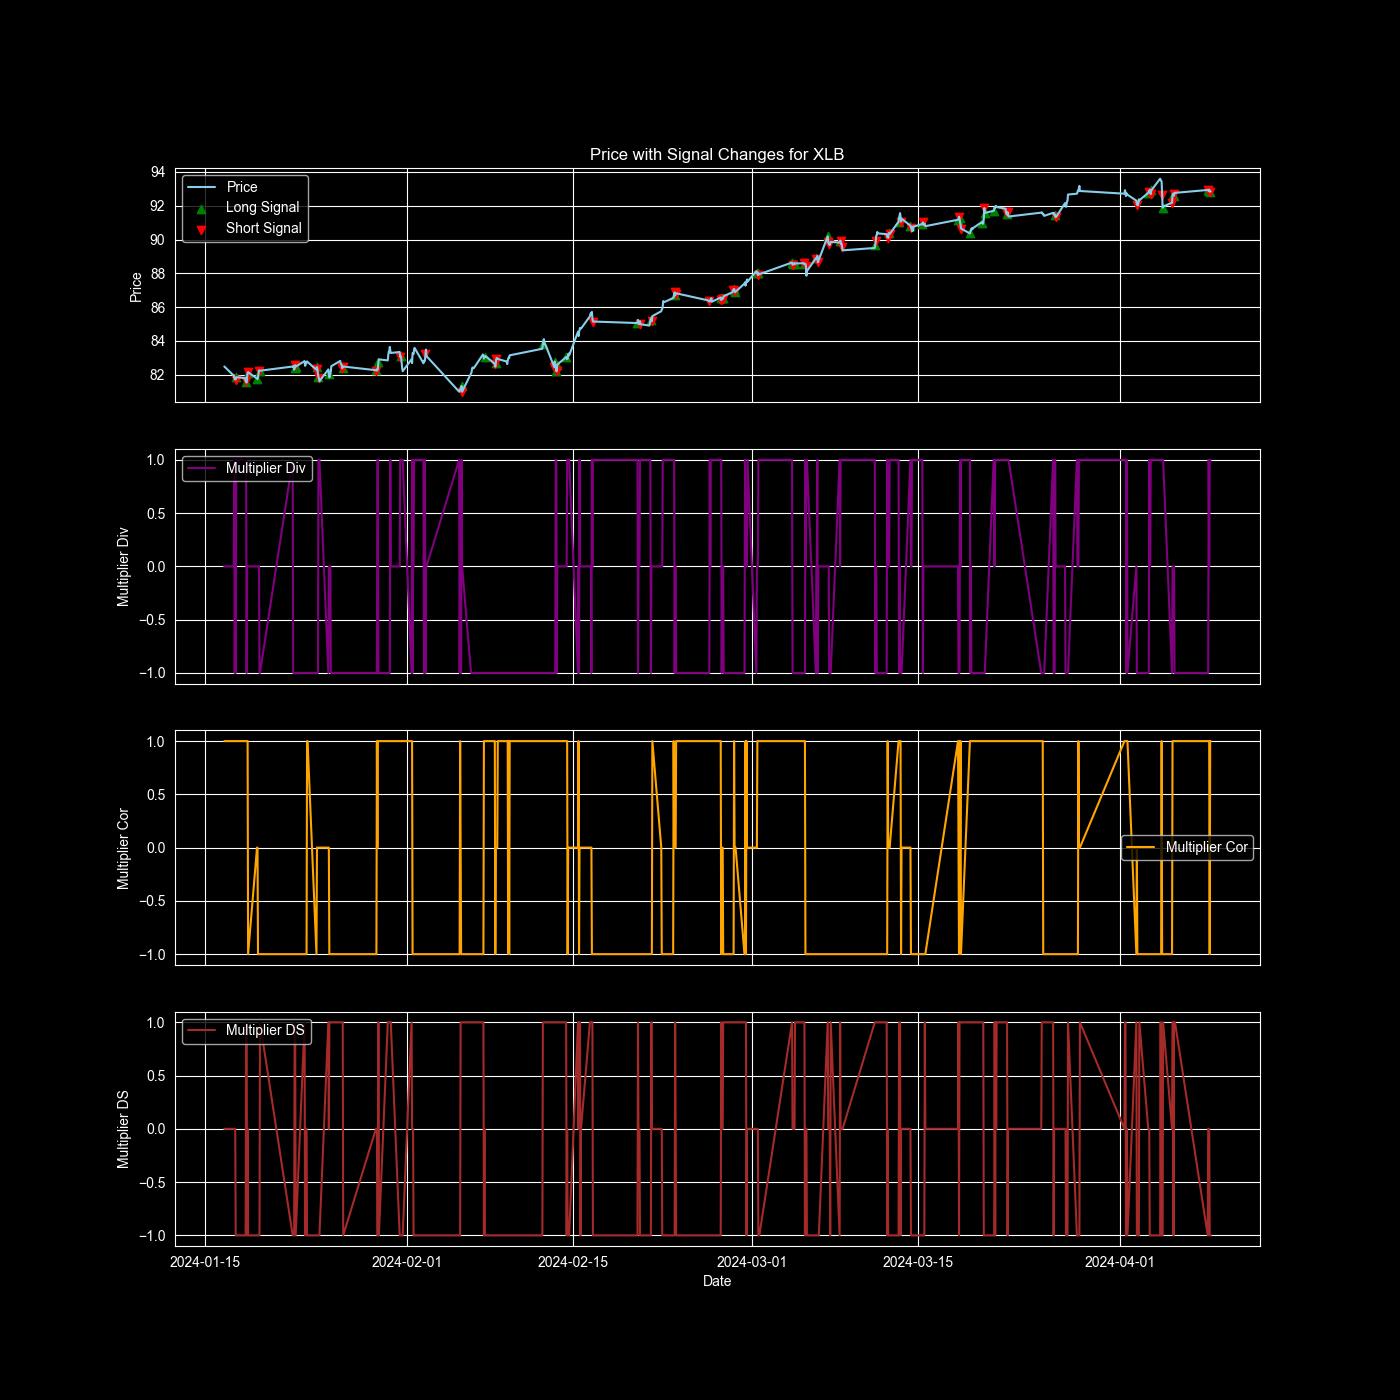 Price with Signal Changes for XLB
94
92
90
88
86
84
82
Price
Price
Long Signal
Short Signal
1.0
0.5
0.0
−0.5
−1.0
Multiplier Div
Multiplier Div
1.0
0.5
0.0
−0.5
−1.0
Multiplier Cor
Multiplier Cor
1.0
0.5
0.0
−0.5
−1.0
Multiplier DS
Multiplier DS
2024-01-15 2024-02-01 2024-02-15 2024-03-01 2024-03-15 2024-04-01
Date